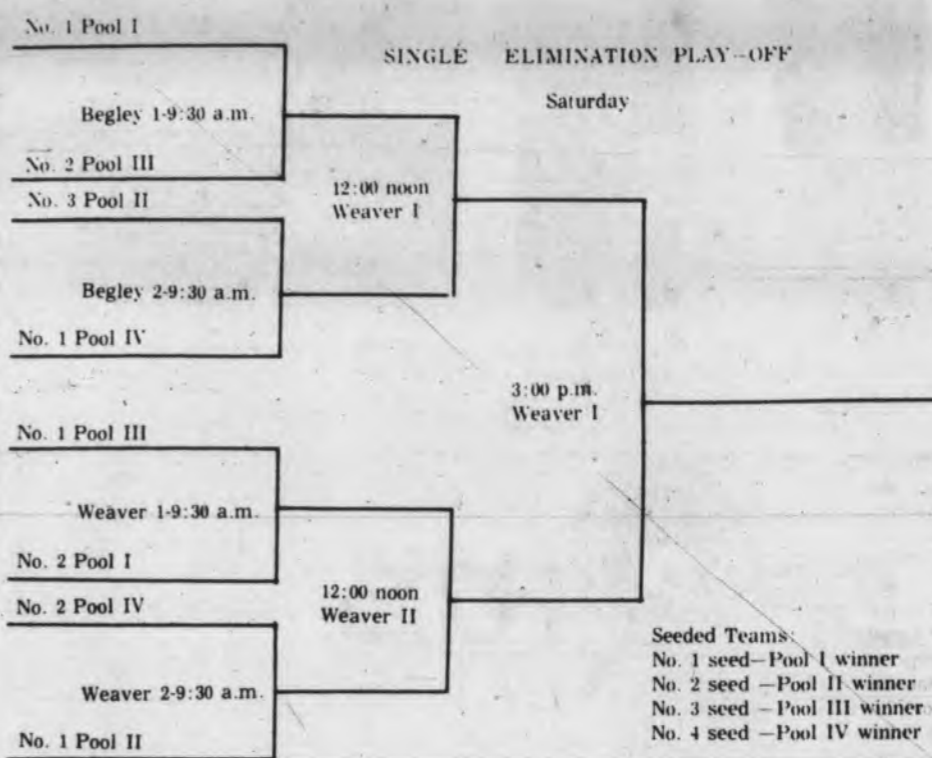 No. 1 Pool I
SINGLE ELIMINATION PLAY-OFF
Saturday
Begley 1-9:30 a.m.
No. 2 Pool III
No. 3 Pool II
12:00 noon
Weaver I
Begley 2-9:30 a.m.
No. 1 Pool IV
3:00 p.m.
Weaver I
No. 1 Pool III
Weaver 1-9:30 a.m.
No. 2 Pool I
No. 2 Pool IV
12:00 noon
Weaver II
Weaver 2-9:30 a.m.
No. 1 Pool II
Seeded Teams:
No. 1 seed—Pool I winner
No. 2 seed —Pool II winner
No. 3 seed —Pool III winner
No. 4 seed —Pool IV winner